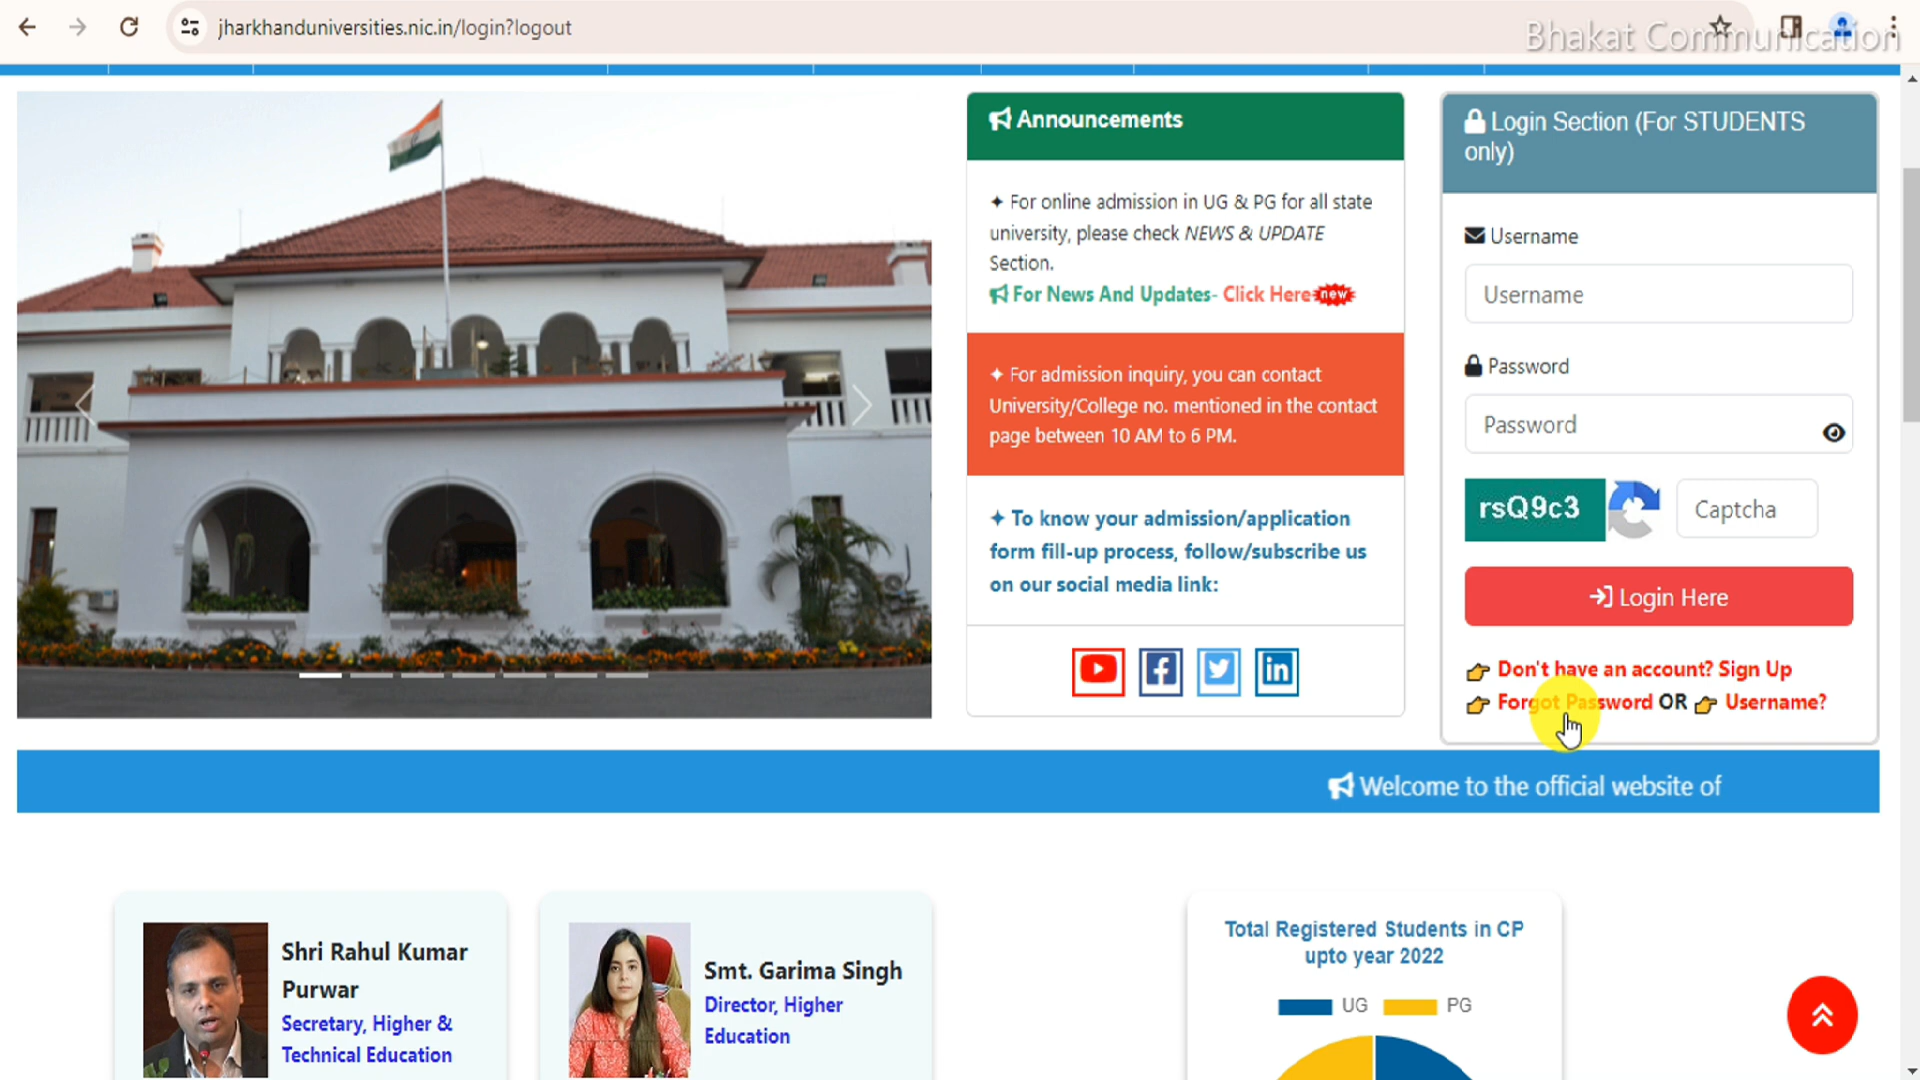 jharkhanduniversities.nic.in/login?logout
Bhakat Communication
Announcements
✦ For online admission in UG & PG for all state
university, please check NEWS & UPDATE
Section.
For News And Updates- Click Here new
✦ For admission inquiry, you can contact
University/College no. mentioned in the contact
page between 10 AM to 6 PM.
✦ To know your admission/application
form fill-up process, follow/subscribe us
on our social media link:
Login Section (For STUDENTS
only)
Username
Username
Password
Password
rsQ9c3
Captcha
Login Here
Don't have an account? Sign Up
Forgot Password OR Username?
Welcome to the official website of
Shri Rahul Kumar
Purwar
Secretary, Higher &
Technical Education
Smt. Garima Singh
Director, Higher
Education
Total Registered Students in CP
upto year 2022
UG PG